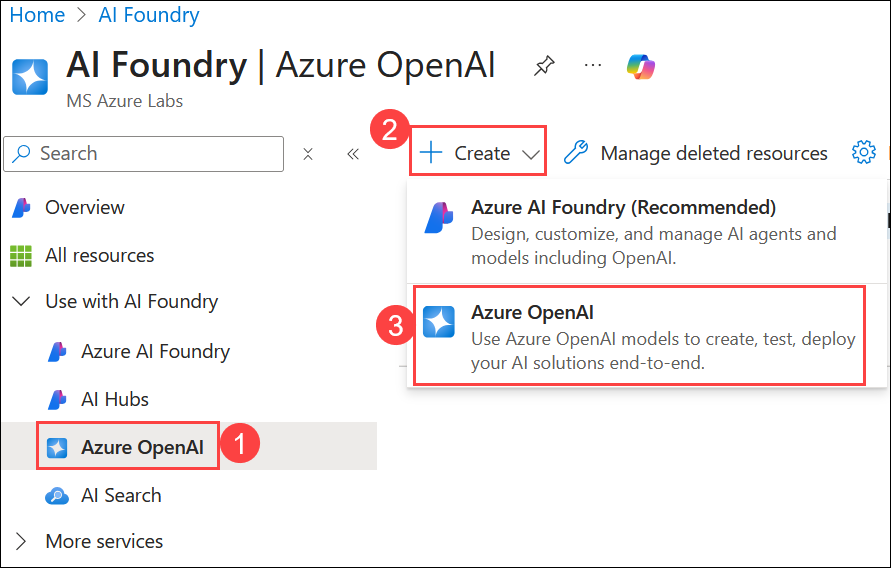 Home > AI Foundry
AI Foundry | Azure OpenAI
...
MS Azure Labs
Search
Overview
All resources
Use with AI Foundry
Azure AI Foundry
AI Hubs
Azure OpenAI
1
AI Search
More services
2
+ Create
Manage deleted resources
Azure AI Foundry (Recommended)
Design, customize, and manage AI agents and
models including OpenAI.
3
Azure OpenAI
Use Azure OpenAI models to create, test, deploy
your AI solutions end-to-end.